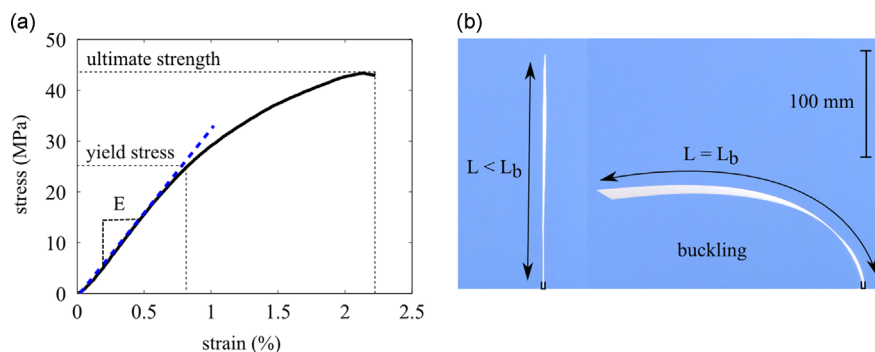 (a)
50
40
30
20
10
0
stress (MPa)
ultimate strength
yield stress
E
0
0.5
1
1.5
2
2.5
strain (%)
(b)
L < Lb
L = Lb
100 mm
buckling